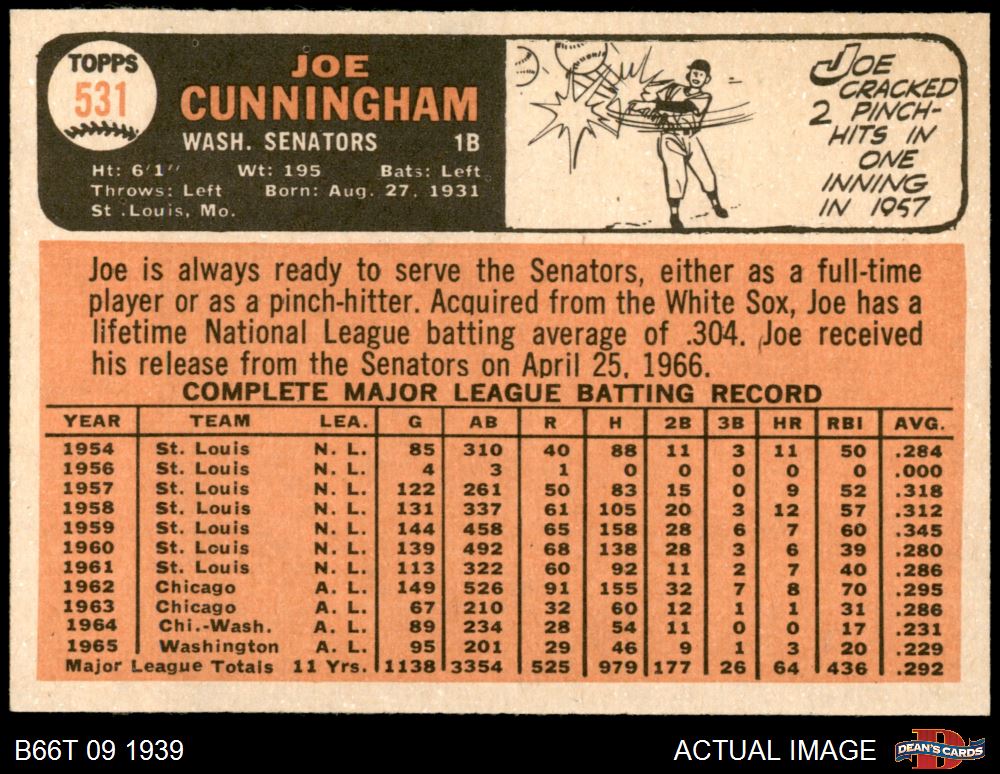 TOPPS
531
JOE
CUNNINGHAM
WASH. SENATORS 1B
Ht: 6'1" Wt: 195 Bats: Left
Throws: Left Born: Aug. 27, 1931
St .Louis, Mo.
JOE
CRACKED
2 PINCH-
HITS IN
ONE
INNING
IN 1957
Joe is always ready to serve the Senators, either as a full-time
player or as a pinch-hitter. Acquired from the White Sox, Joe has a
lifetime National League batting average of .304. Joe received
his release from the Senators on April 25, 1966.
COMPLETE MAJOR LEAGUE BATTING RECORD
YEAR TEAM LEA. G AB R H 2B 3B HR RBI AVG.
1954 St. Louis N. L. 85 310 40 88 11 3 11 50 .284
1956 St. Louis N. L. 4 3 1 0 0 0 0 0 .000
1957 St. Louis N. L. 122 261 50 83 15 0 9 52 .318
1958 St. Louis N. L. 131 337 61 105 20 3 12 57 .312
1959 St. Louis N. L. 144 458 65 158 28 6 7 60 .345
1960 St. Louis N. L. 139 492 68 138 28 3 6 39 .280
1961 St. Louis N. L. 113 322 60 92 11 2 7 40 .286
1962 Chicago A. L. 149 526 91 155 32 7 8 70 .295
1963 Chicago A. L. 67 210 32 60 12 1 1 31 .286
1964 Chi.-Wash. A. L. 89 234 28 54 11 0 0 17 .231
1965 Washington A. L. 95 201 29 46 9 1 3 20 .229
Major League Totals 11 Yrs. 1138 3354 525 979 177 26 64 436 .292
B66T 09 1939 ACTUAL IMAGE
DEAN'S CARDS